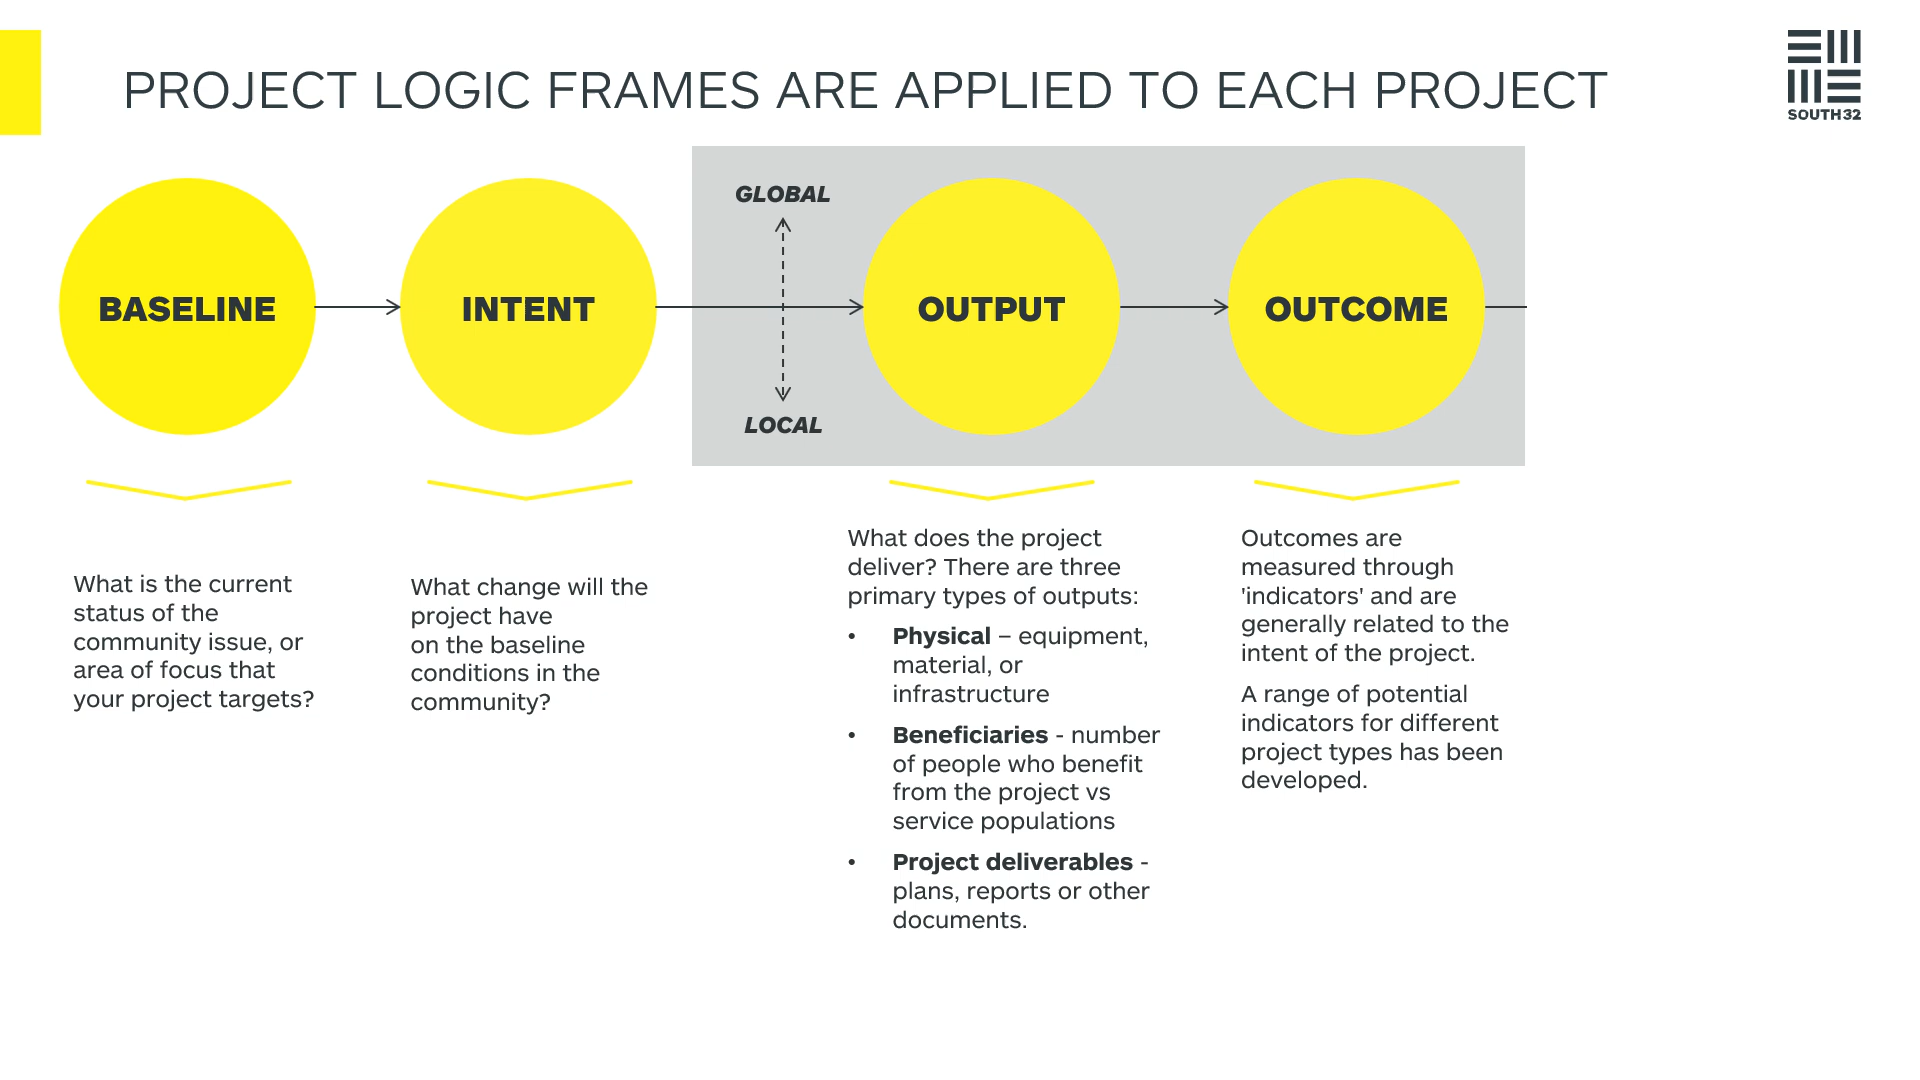 PROJECT LOGIC FRAMES ARE APPLIED TO EACH PROJECT
SOUTH32
GLOBAL
BASELINE
INTENT
OUTPUT
OUTCOME
LOCAL
What is the current
status of the
community issue, or
area of focus that
your project targets?
What change will the
project have
on the baseline
conditions in the
community?
What does the project
deliver? There are three
primary types of outputs:
• Physical – equipment,
material, or
infrastructure
• Beneficiaries - number
of people who benefit
from the project vs
service populations
• Project deliverables -
plans, reports or other
documents.
Outcomes are
measured through
'indicators' and are
generally related to the
intent of the project.
A range of potential
indicators for different
project types has been
developed.